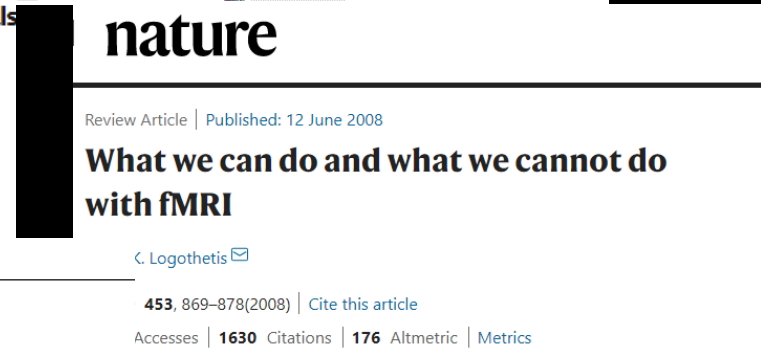 ls
nature
Review Article | Published: 12 June 2008
What we can do and what we cannot do
with fMRI
K. Logothetis
453, 869–878(2008) | Cite this article
Accesses | 1630 Citations | 176 Altmetric | Metrics